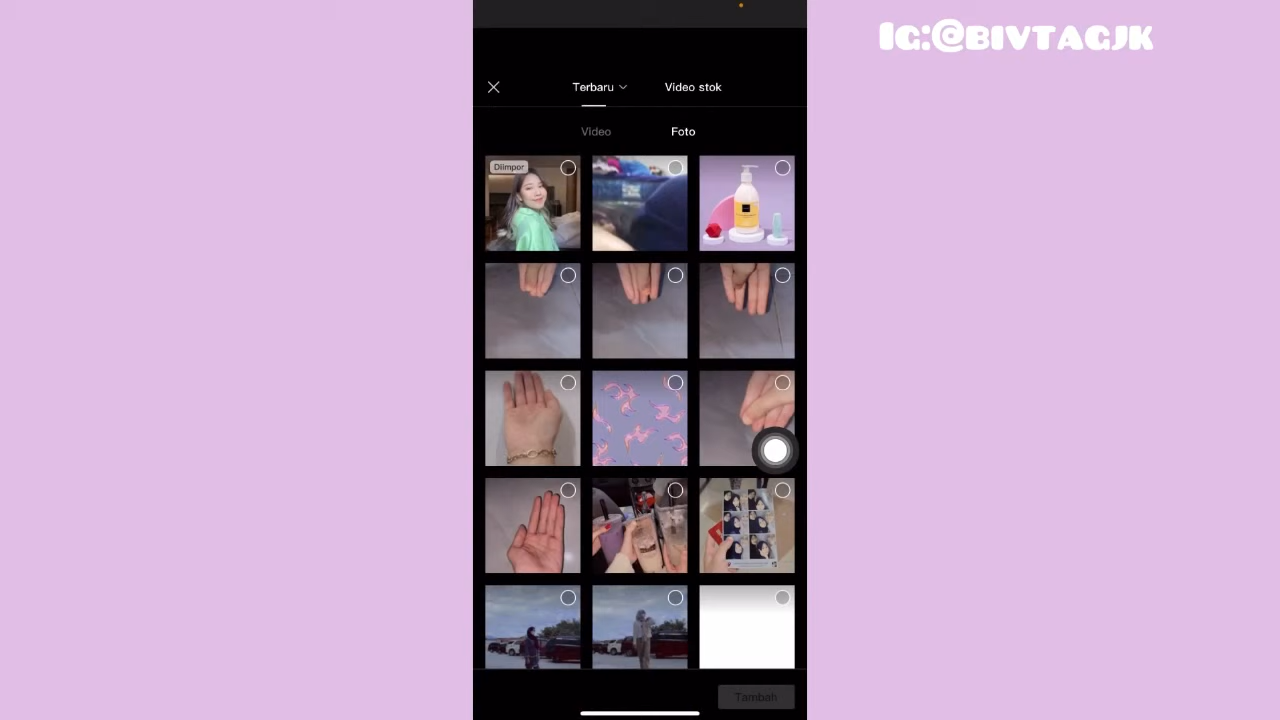 IG:@BIVTAGJK
Terbaru
Video stok
Video
Foto
Diimpor
Tambah